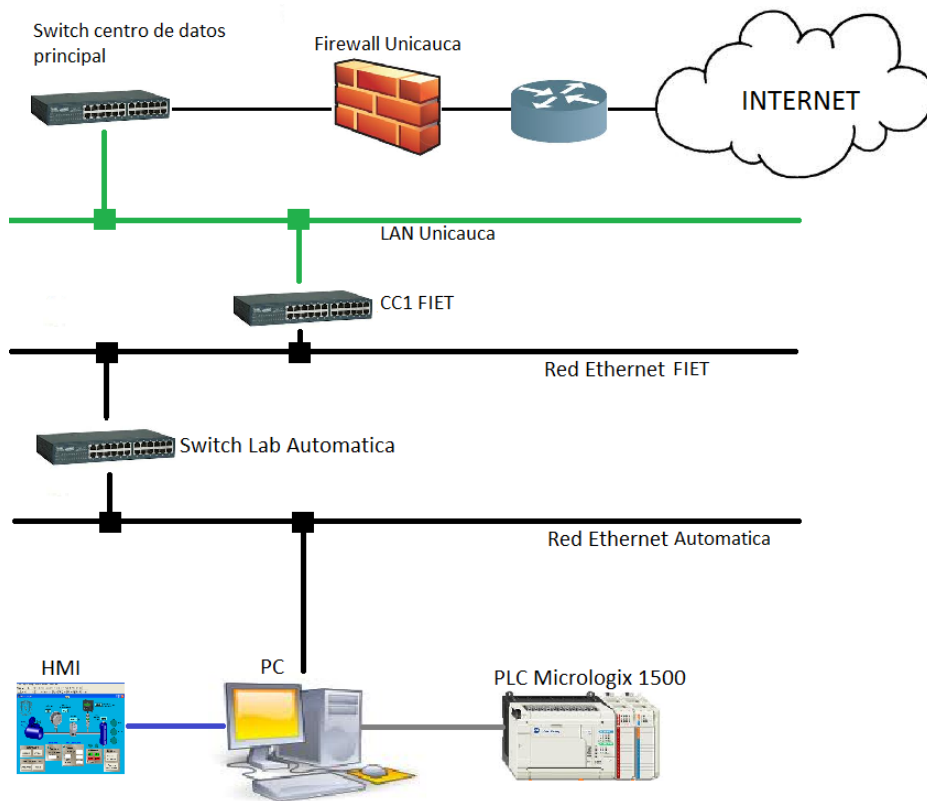 Switch centro de datos
principal
Firewall Unicauca
INTERNET
LAN Unicauca
CC1 FIET
Red Ethernet FIET
Switch Lab Automatica
Red Ethernet Automatica
HMI
PC
PLC Micrologix 1500